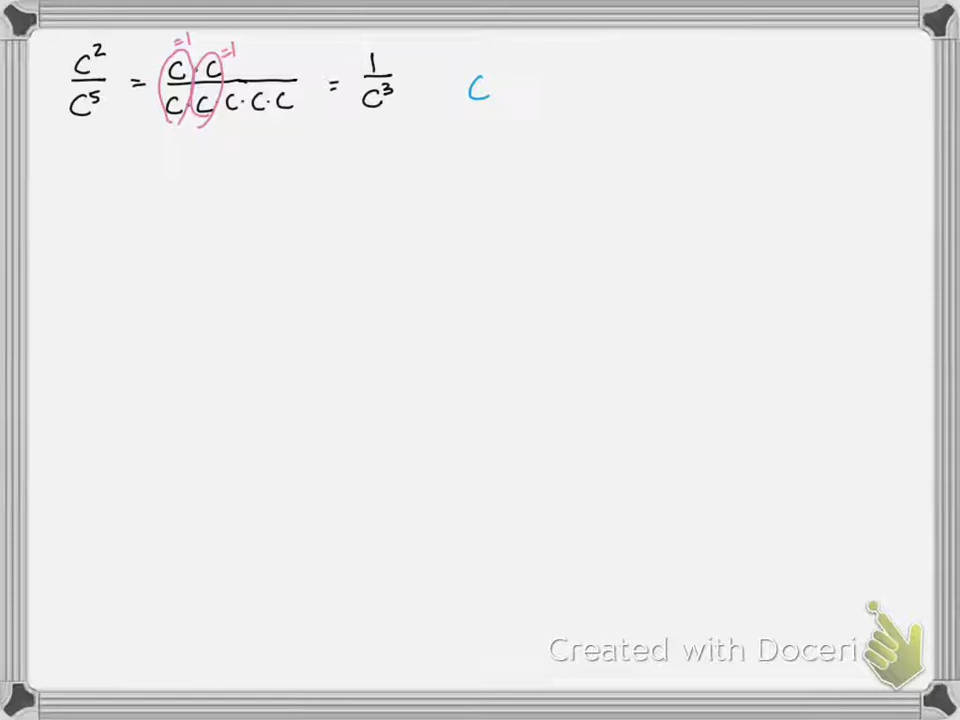 =1 =1
c²/c⁵ = c·c/c·c·c·c·c = 1/c³ c
Created with Doceri